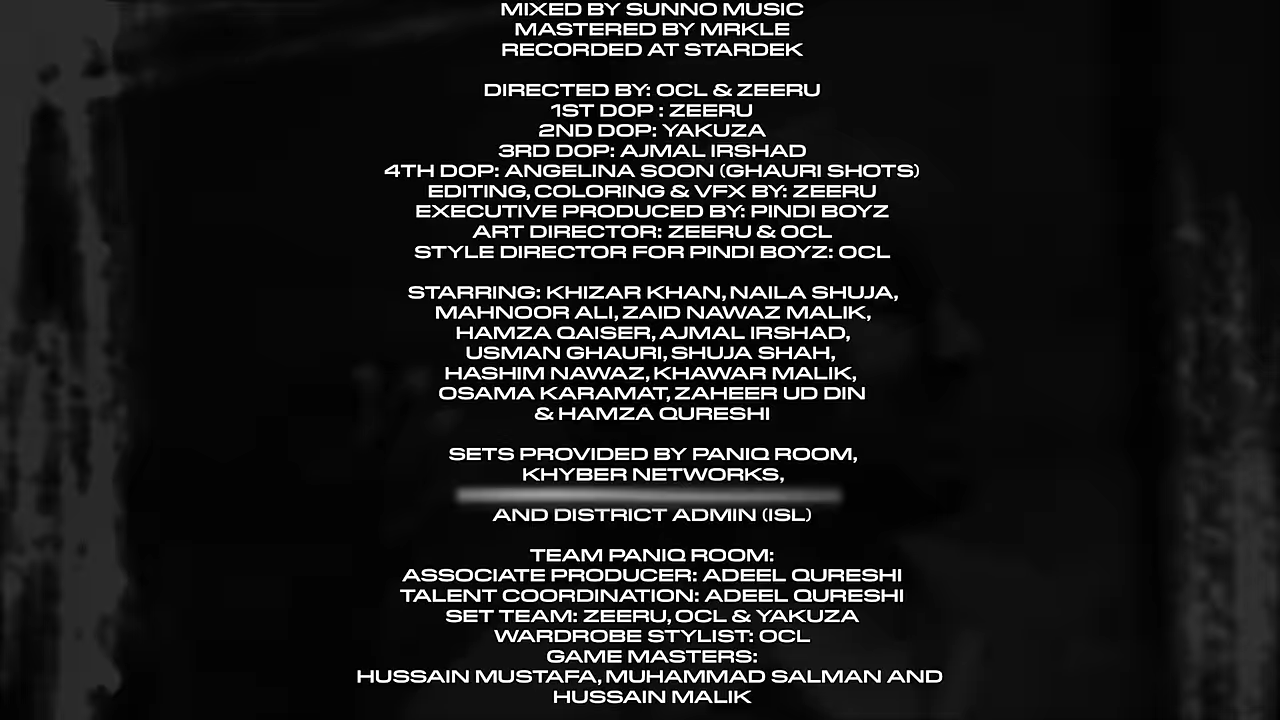 MIXED BY SUNNO MUSIC
MASTERED BY MRKLE
RECORDED AT STARDEK
DIRECTED BY: OCL & ZEERU
1ST DOP : ZEERU
2ND DOP: YAKUZA
3RD DOP: AJMAL IRSHAD
4TH DOP: ANGELINA SOON (GHAURI SHOTS)
EDITING, COLORING & VFX BY: ZEERU
EXECUTIVE PRODUCED BY: PINDI BOYZ
ART DIRECTOR: ZEERU & OCL
STYLE DIRECTOR FOR PINDI BOYZ: OCL
STARRING: KHIZAR KHAN, NAILA SHUJA,
MAHNOOR ALI, ZAID NAWAZ MALIK,
HAMZA QAISER, AJMAL IRSHAD,
USMAN GHAURI, SHUJA SHAH,
HASHIM NAWAZ, KHAWAR MALIK,
OSAMA KARAMAT, ZAHEER UD DIN
& HAMZA QURESHI
SETS PROVIDED BY PANIQ ROOM,
KHYBER NETWORKS,
AND DISTRICT ADMIN (ISL)
TEAM PANIQ ROOM:
ASSOCIATE PRODUCER: ADEEL QURESHI
TALENT COORDINATION: ADEEL QURESHI
SET TEAM: ZEERU, OCL & YAKUZA
WARDROBE STYLIST: OCL
GAME MASTERS:
HUSSAIN MUSTAFA, MUHAMMAD SALMAN AND
HUSSAIN MALIK